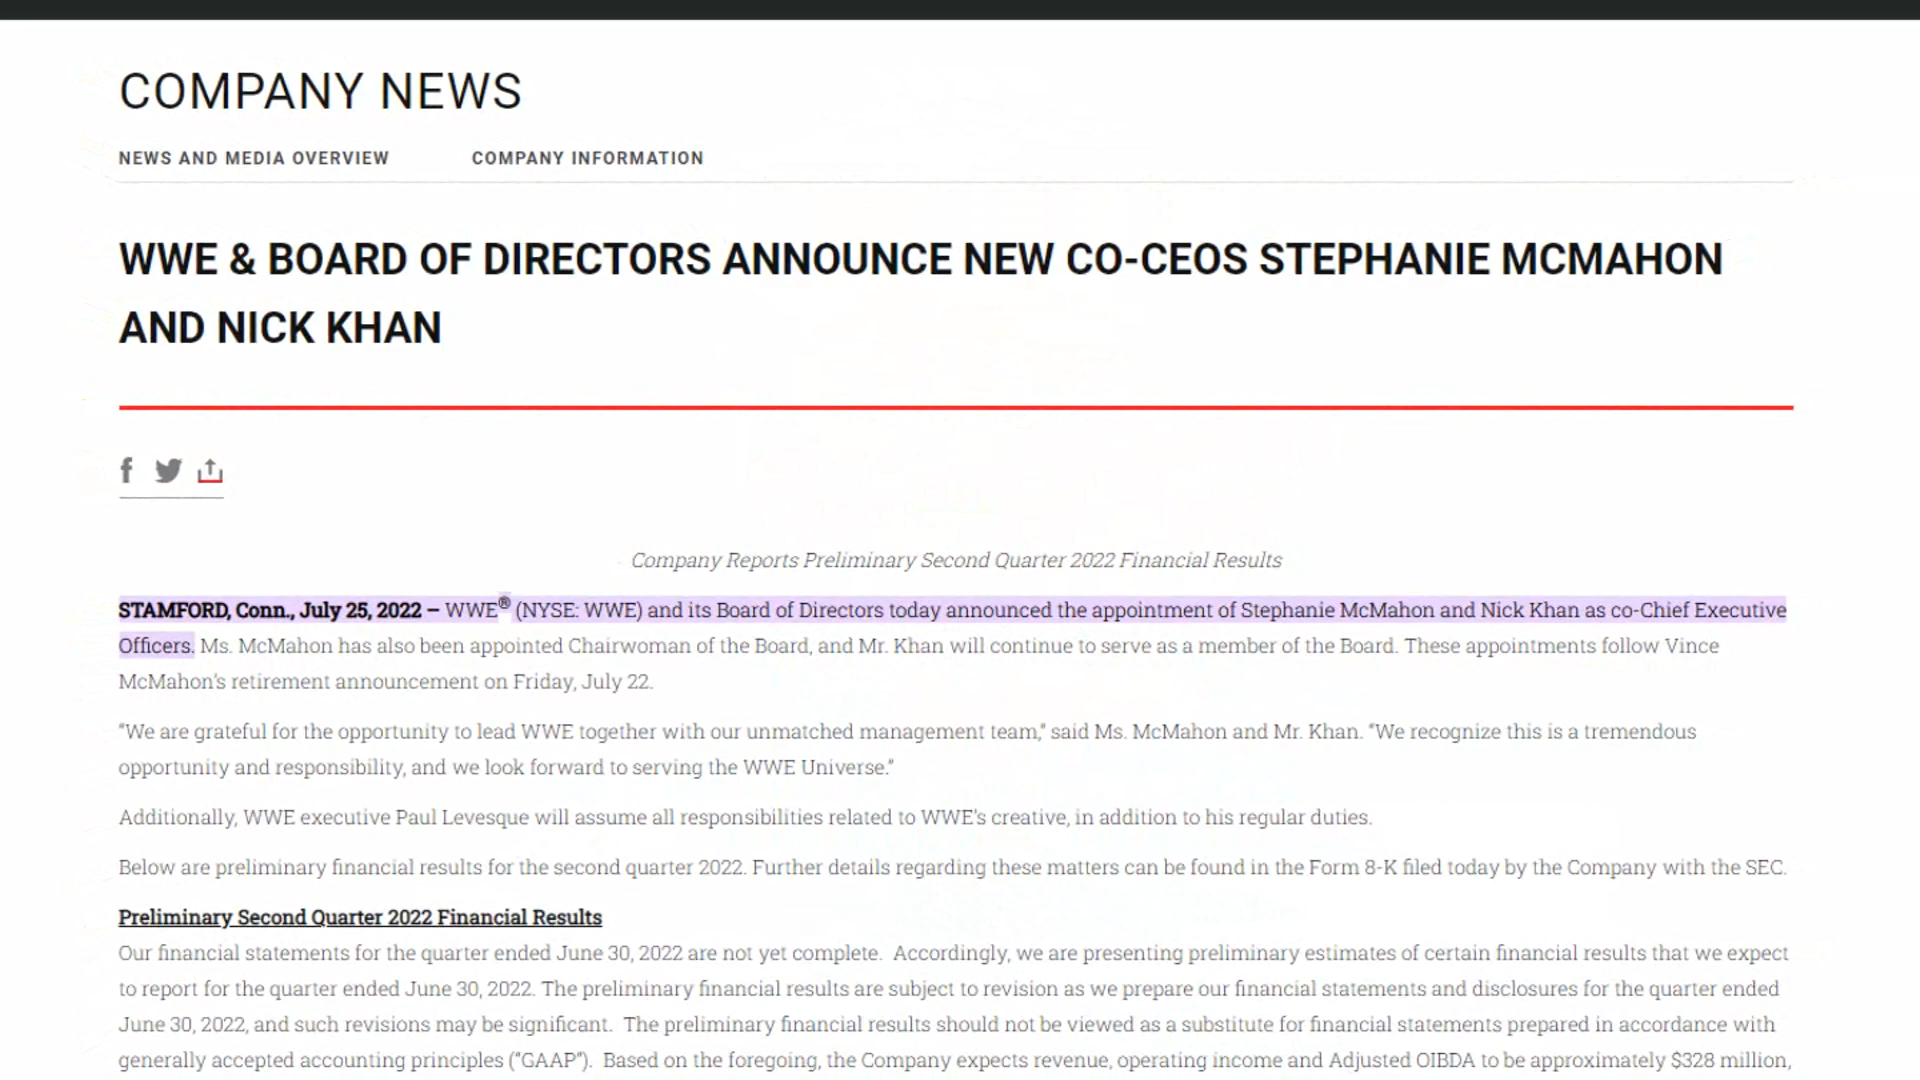 COMPANY NEWS
NEWS AND MEDIA OVERVIEW COMPANY INFORMATION
WWE & BOARD OF DIRECTORS ANNOUNCE NEW CO-CEOS STEPHANIE MCMAHON
AND NICK KHAN
Company Reports Preliminary Second Quarter 2022 Financial Results
STAMFORD, Conn., July 25, 2022 – WWE® (NYSE: WWE) and its Board of Directors today announced the appointment of Stephanie McMahon and Nick Khan as co-Chief Executive
Officers. Ms. McMahon has also been appointed Chairwoman of the Board, and Mr. Khan will continue to serve as a member of the Board. These appointments follow Vince
McMahon's retirement announcement on Friday, July 22.
"We are grateful for the opportunity to lead WWE together with our unmatched management team," said Ms. McMahon and Mr. Khan. "We recognize this is a tremendous
opportunity and responsibility, and we look forward to serving the WWE Universe."
Additionally, WWE executive Paul Levesque will assume all responsibilities related to WWE's creative, in addition to his regular duties.
Below are preliminary financial results for the second quarter 2022. Further details regarding these matters can be found in the Form 8-K filed today by the Company with the SEC.
Preliminary Second Quarter 2022 Financial Results
Our financial statements for the quarter ended June 30, 2022 are not yet complete. Accordingly, we are presenting preliminary estimates of certain financial results that we expect
to report for the quarter ended June 30, 2022. The preliminary financial results are subject to revision as we prepare our financial statements and disclosures for the quarter ended
June 30, 2022, and such revisions may be significant. The preliminary financial results should not be viewed as a substitute for financial statements prepared in accordance with
generally accepted accounting principles ("GAAP"). Based on the foregoing, the Company expects revenue, operating income and Adjusted OIBDA to be approximately $328 million,